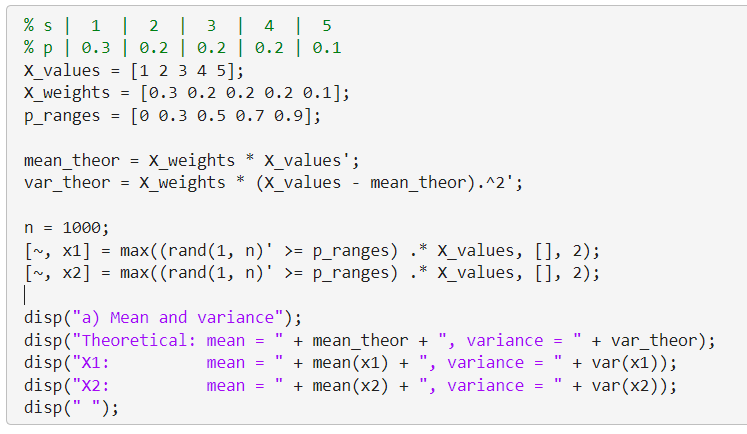 % s |  1  |  2  |  3  |  4  |  5
% p | 0.3 | 0.2 | 0.2 | 0.2 | 0.1
X_values = [1 2 3 4 5];
X_weights = [0.3 0.2 0.2 0.2 0.1];
p_ranges = [0 0.3 0.5 0.7 0.9];
mean_theor = X_weights * X_values';
var_theor = X_weights * (X_values - mean_theor).^2';
n = 1000;
[~, x1] = max((rand(1, n)' >= p_ranges) .* X_values, [], 2);
[~, x2] = max((rand(1, n)' >= p_ranges) .* X_values, [], 2);
disp("a) Mean and variance");
disp("Theoretical: mean = " + mean_theor + ", variance = " + var_theor);
disp("X1:          mean = " + mean(x1) + ", variance = " + var(x1));
disp("X2:          mean = " + mean(x2) + ", variance = " + var(x2));
disp(" ");